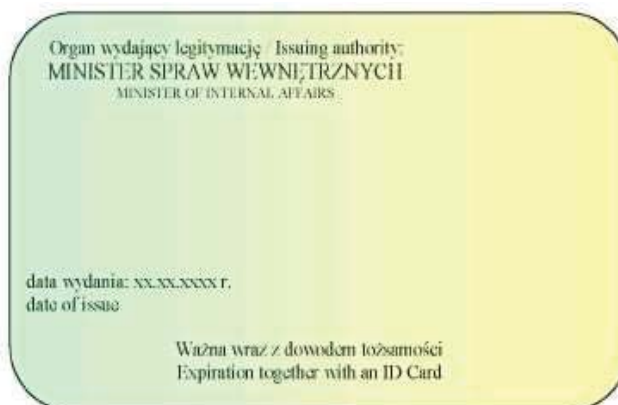 Organ wydający legitymację / Issuing authority:
MINISTER SPRAW WEWNĘTRZNYCH
MINISTER OF INTERNAL AFFAIRS
data wydania: xx.xx.xxxx r.
date of issue
Ważna wraz z dowodem tożsamości
Expiration together with an ID Card